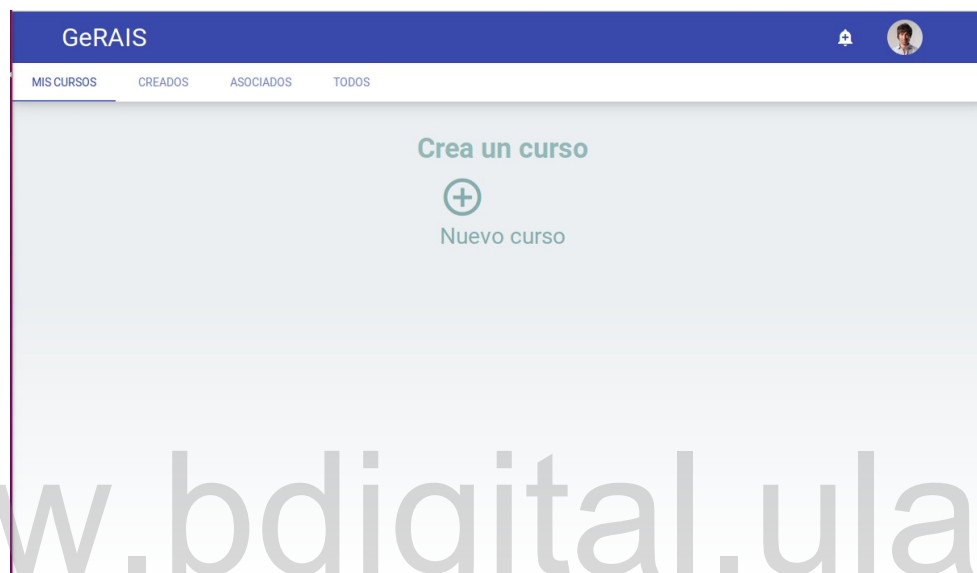 GeRAIS
MIS CURSOS CREADOS ASOCIADOS TODOS
Crea un curso
Nuevo curso
w.bdigital.ula